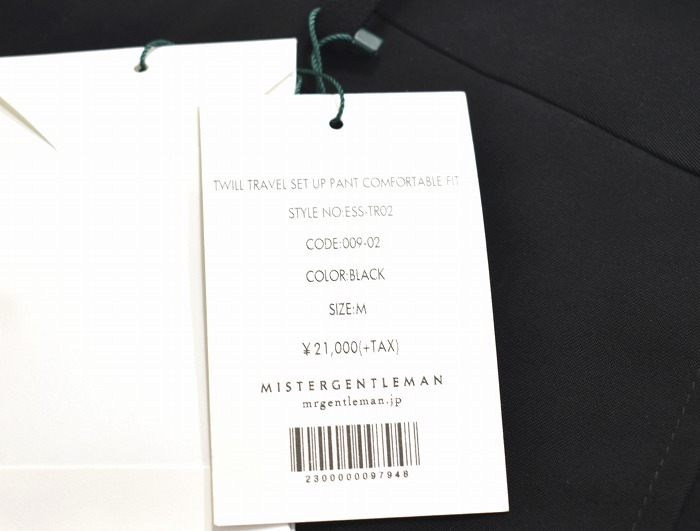 TWILL TRAVEL SET UP PANT COMFORTABLE FIT
STYLE NO:ESS-TR02
CODE:009-02
COLOR:BLACK
SIZE:M
¥21,000(+TAX)
MISTERGENTLEMAN
mrgentleman.jp
2300000097948